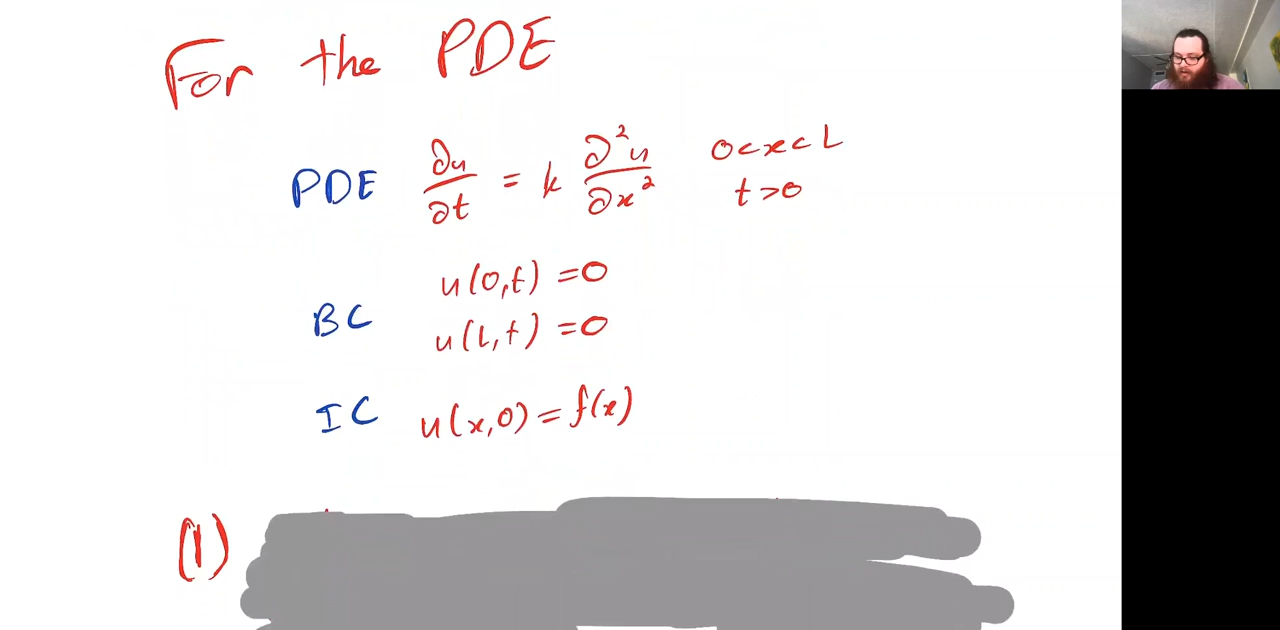 For the PDE
PDE ∂u/∂t = k ∂²u/∂x² 0<x<L
t>0
BC u(0,t) =0
u(L,t) =0
IC u(x,0) = f(x)
(1)